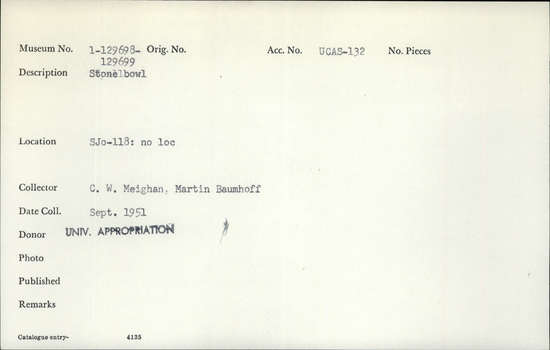 Museum No. 1-129698- Orig. No. Acc. No. UCAS-132 No. Pieces
129699
Description Stone bowl
Location SJo-118: no loc
Collector C. W. Meighan, Martin Baumhoff
Date Coll. Sept. 1951
Donor UNIV. APPROPRIATION
Photo
Published
Remarks
Catalogue entry- 4135